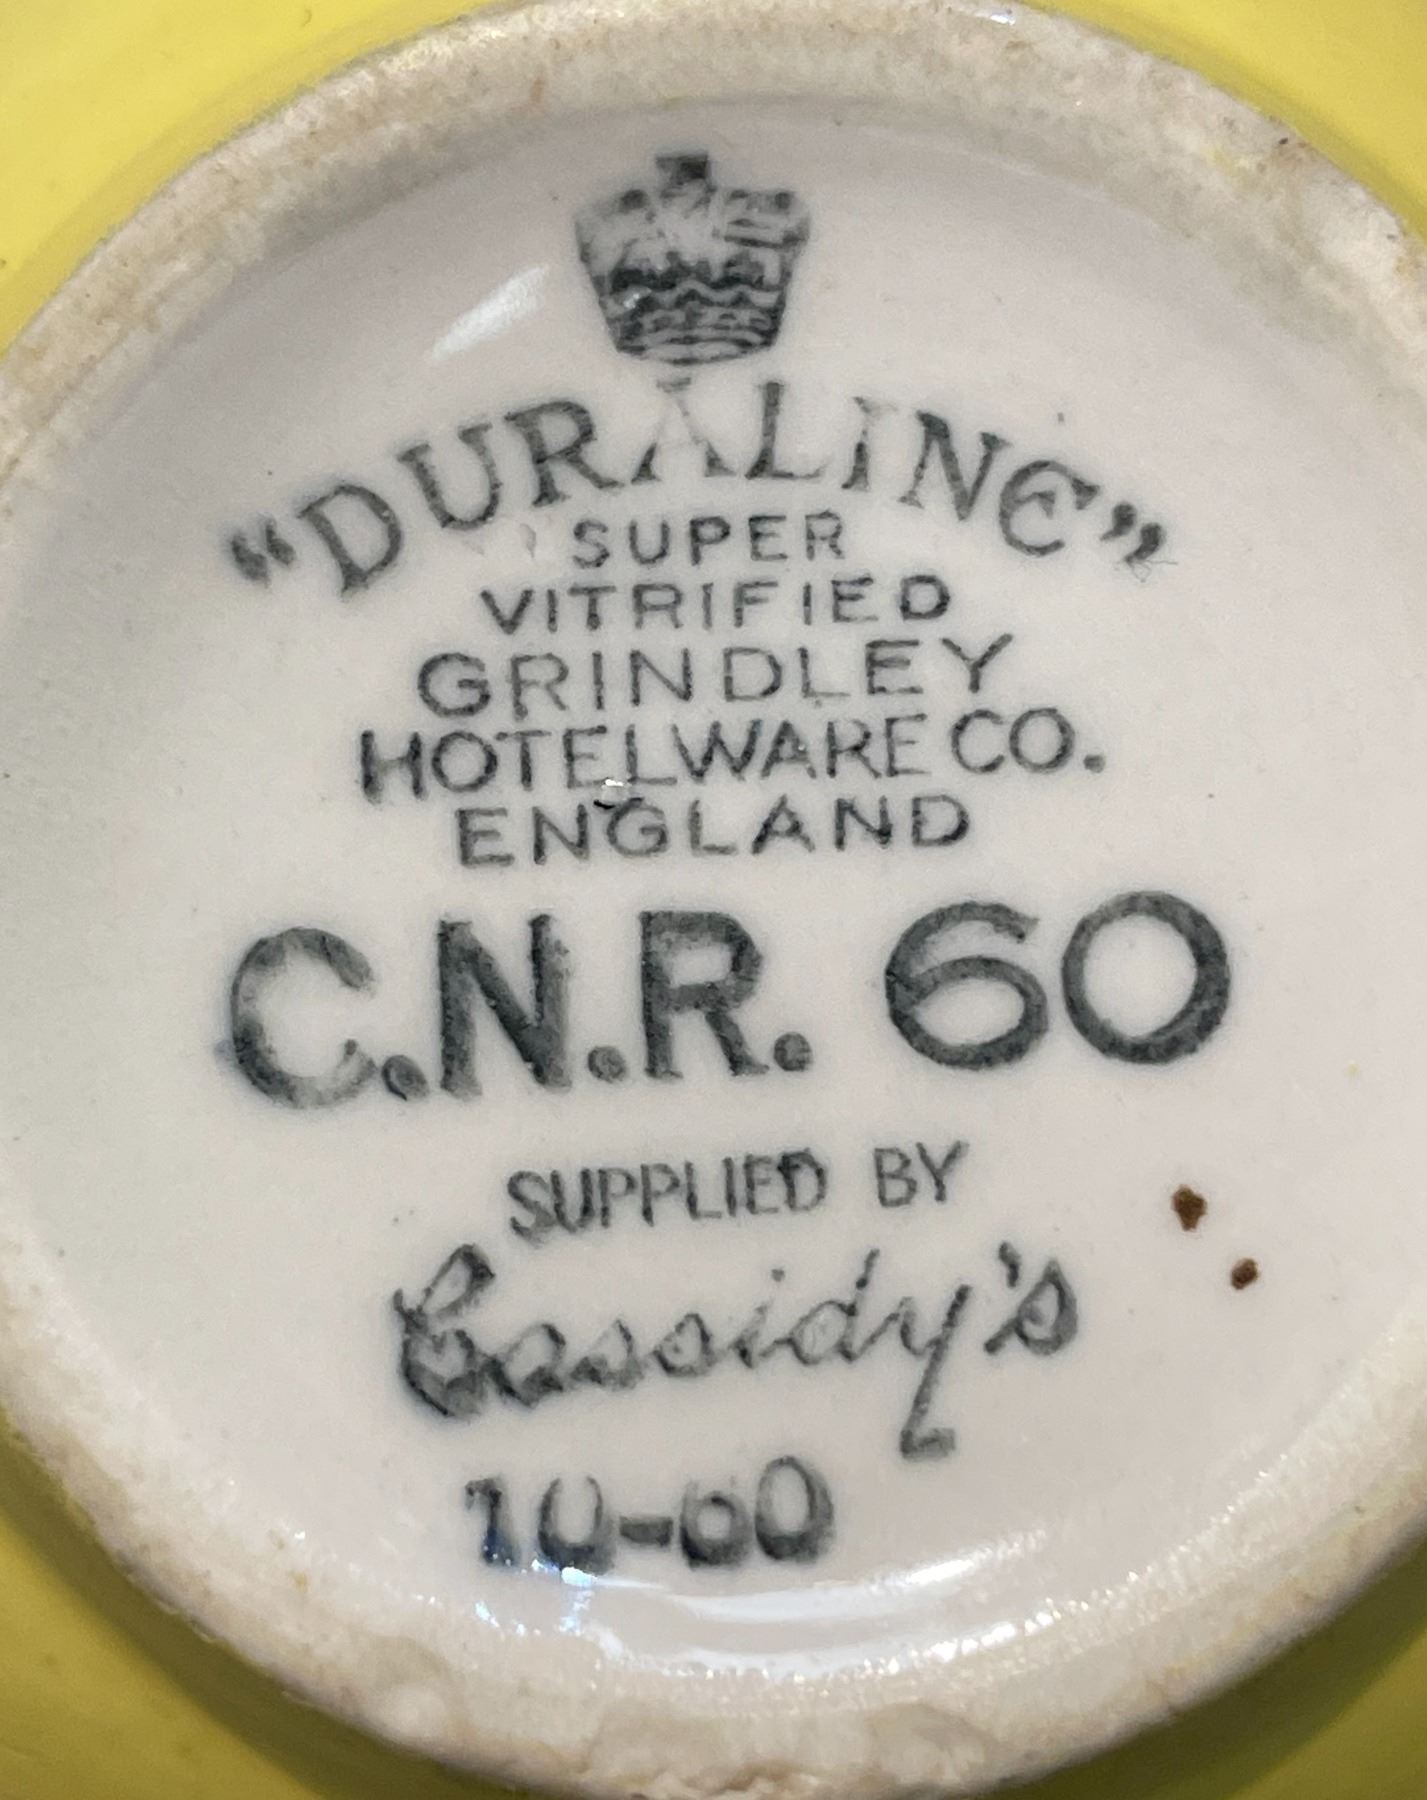 “DURALINE”
SUPER
VITRIFIED
GRINDLEY
HOTELWARE CO.
ENGLAND
C.N.R. 60
SUPPLIED BY
Cassidy's
10-60